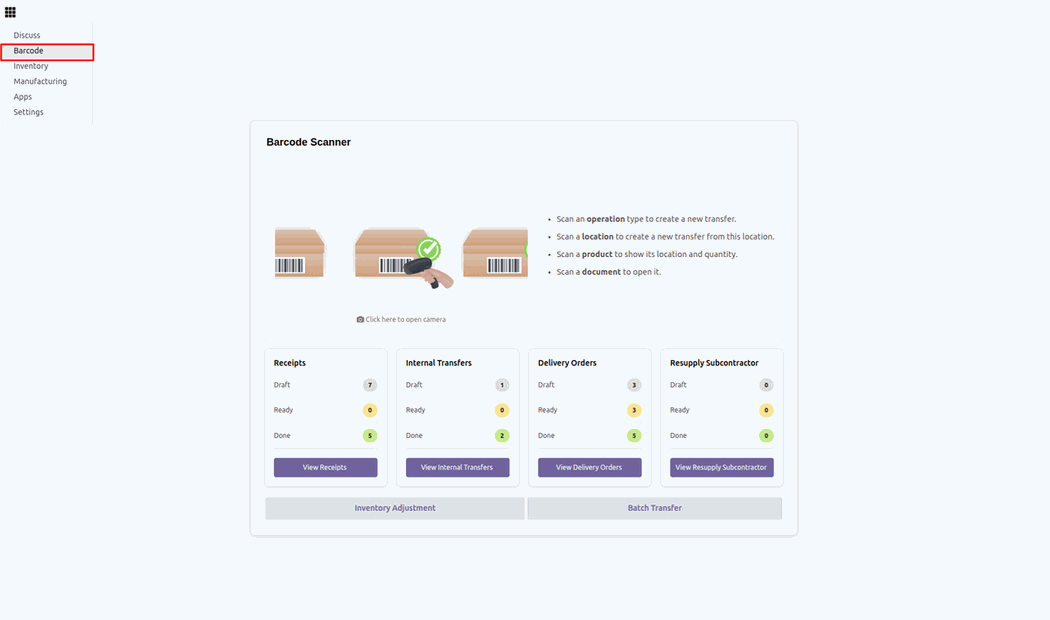 Discuss
Barcode
Inventory
Manufacturing
Apps
Settings
Barcode Scanner
• Scan an operation type to create a new transfer.
• Scan a location to create a new transfer from this location.
• Scan a product to show its location and quantity.
• Scan a document to open it.
Click here to open camera
Receipts
Draft 7
Ready 0
Done 5
View Receipts
Internal Transfers
Draft 1
Ready 0
Done 2
View Internal Transfers
Delivery Orders
Draft 3
Ready 3
Done 5
View Delivery Orders
Resupply Subcontractor
Draft 0
Ready 0
Done 0
View Resupply Subcontractor
Inventory Adjustment
Batch Transfer